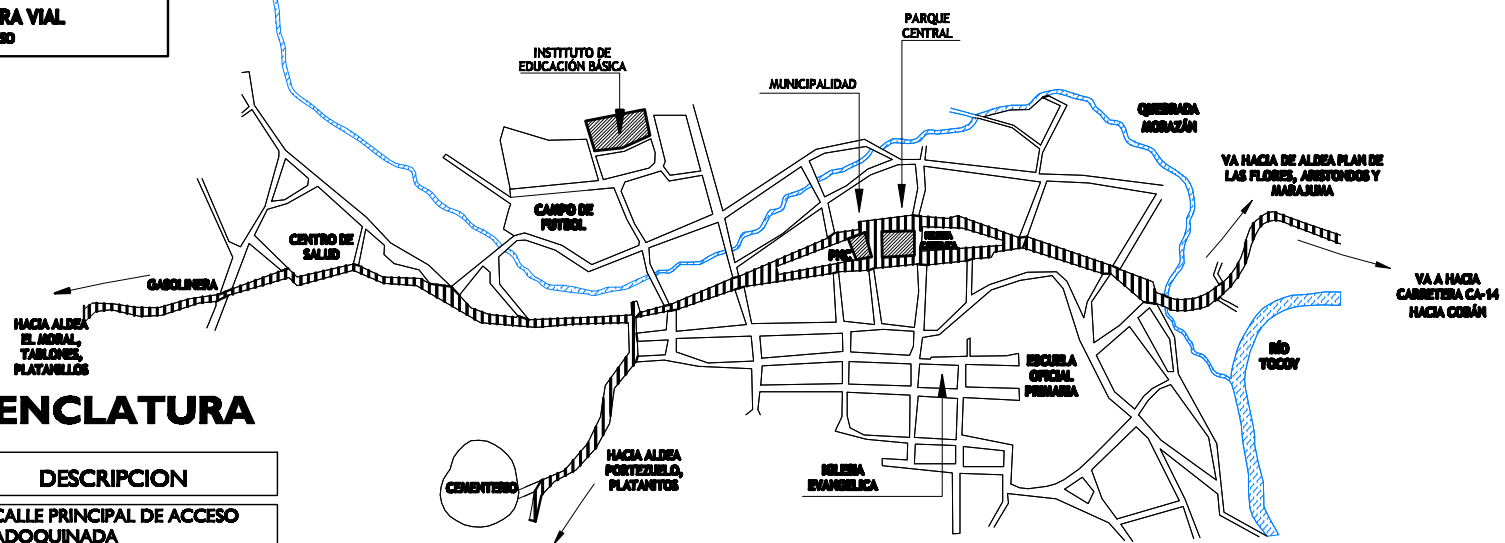 RA VIAL
SO
PARQUE
CENTRAL
INSTITUTO DE
EDUCACIÓN BÁSICA
MUNICIPALIDAD
QUEBRADA
MORAZÁN
VA HACIA DE ALDEA PLAN DE
LAS FLORES, ARISTONDOS Y
MARAJUMA
CAMPO DE
FUTBOL
CENTRO DE
SALUD
PNC
GASOLINERA
VA A HACIA
CARRETERA CA-14
HACIA COBÁN
HACIA ALDEA
EL MORAL,
TABLONES,
PLATANILLOS
RÍO
TOCOY
ESCUELA
OFICIAL
PRIMARIA
ENCLATURA
DESCRIPCION
CALLE PRINCIPAL DE ACCESO
ADOQUINADA
HACIA ALDEA
PORTEZUELO,
PLATANITOS
CEMENTERIO
IGLESIA
EVANGELICA